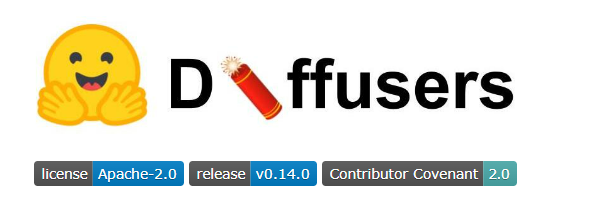 D🧨ffusers
license Apache-2.0 release v0.14.0 Contributor Covenant 2.0